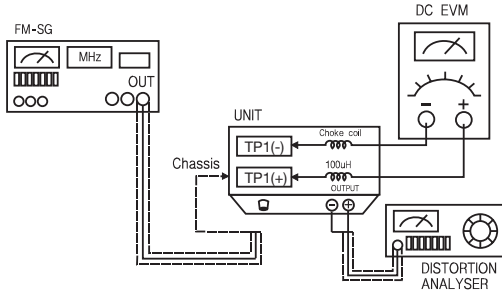 FM-SG
MHz
OUT
DC EVM
- +
UNIT
Choke coil
TP1(-)
Chassis
100uH
TP1(+)
OUTPUT
⊖ ⊕
DISTORTION
ANALYSER